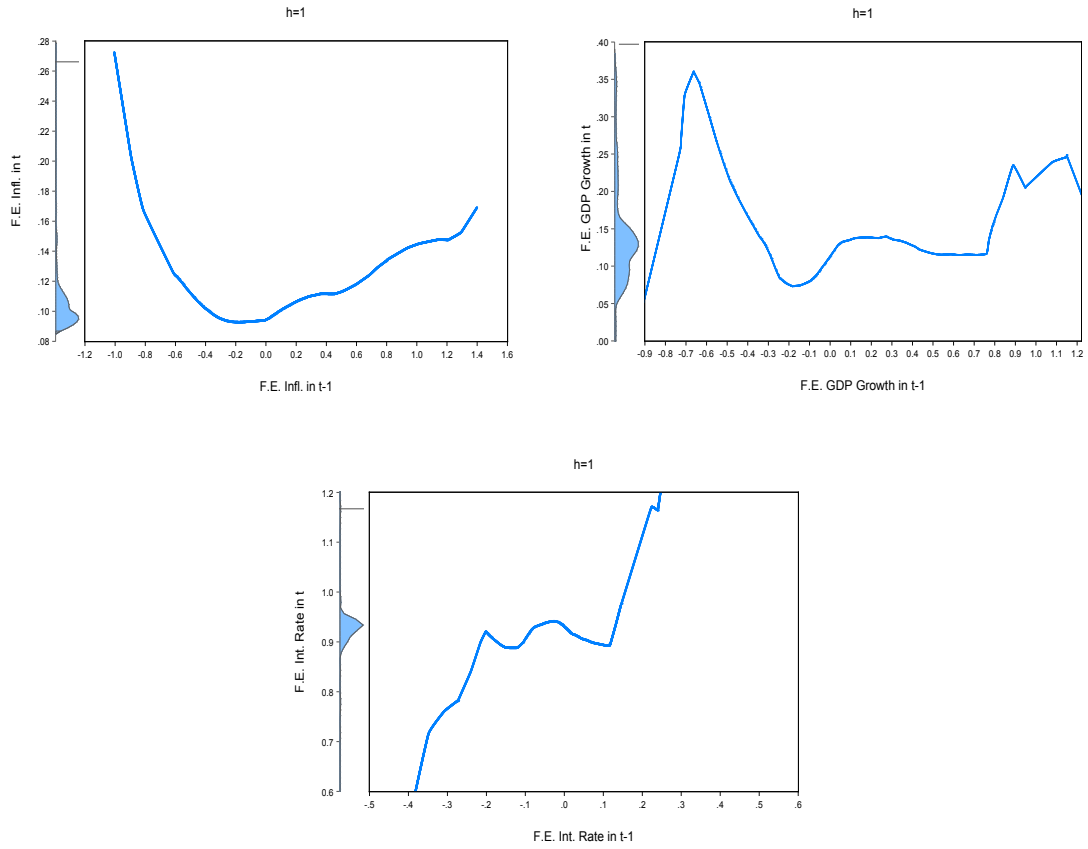 h=1
F.E. Infl. in t
.28
.26
.24
.22
.20
.18
.16
.14
.12
.10
.08
-1.2 -1.0 -0.8 -0.6 -0.4 -0.2 0.0 0.2 0.4 0.6 0.8 1.0 1.2 1.4 1.6
F.E. Infl. in t-1
h=1
F.E. GDP Growth in t
.40
.35
.30
.25
.20
.15
.10
.05
.00
-0.9 -0.8 -0.7 -0.6 -0.5 -0.4 -0.3 -0.2 -0.1 0.0 0.1 0.2 0.3 0.4 0.5 0.6 0.7 0.8 0.9 1.0 1.1 1.2
F.E. GDP Growth in t-1
h=1
F.E. Int. Rate in t
1.2
1.1
1.0
0.9
0.8
0.7
0.6
-.5 -.4 -.3 -.2 -.1 .0 .1 .2 .3 .4 .5 .6
F.E. Int. Rate in t-1